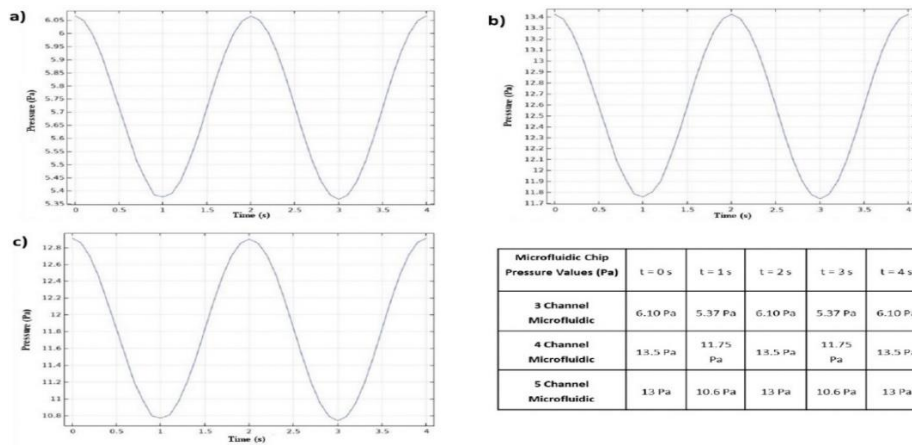 a)
6.05
6
5.95
5.9
5.85
5.8
5.75
5.7
5.65
5.6
5.55
5.5
5.45
5.4
5.35
Pressure (Pa)
0 0.5 1 1.5 2 2.5 3 3.5 4
Time (s)
b)
13.4
13.3
13.2
13.1
13
12.9
12.8
12.7
12.6
12.5
12.4
12.3
12.2
12.1
12
11.9
11.8
11.7
Pressure (Pa)
0 0.5 1 1.5 2 2.5 3 3.5 4
Time (s)
c)
12.8
12.6
12.4
12.2
12
11.8
11.6
11.4
11.2
11
10.8
Pressure (Pa)
0 0.5 1 1.5 2 2.5 3 3.5 4
Time (s)
Microfluidic Chip
Pressure Values (Pa) t = 0 s t = 1 s t = 2 s t = 3 s t = 4 s
3 Channel
Microfluidic 6.10 Pa 5.37 Pa 6.10 Pa 5.37 Pa 6.10 Pa
4 Channel
Microfluidic 13.5 Pa 11.75 Pa 13.5 Pa 11.75 Pa 13.5 Pa
5 Channel
Microfluidic 13 Pa 10.6 Pa 13 Pa 10.6 Pa 13 Pa